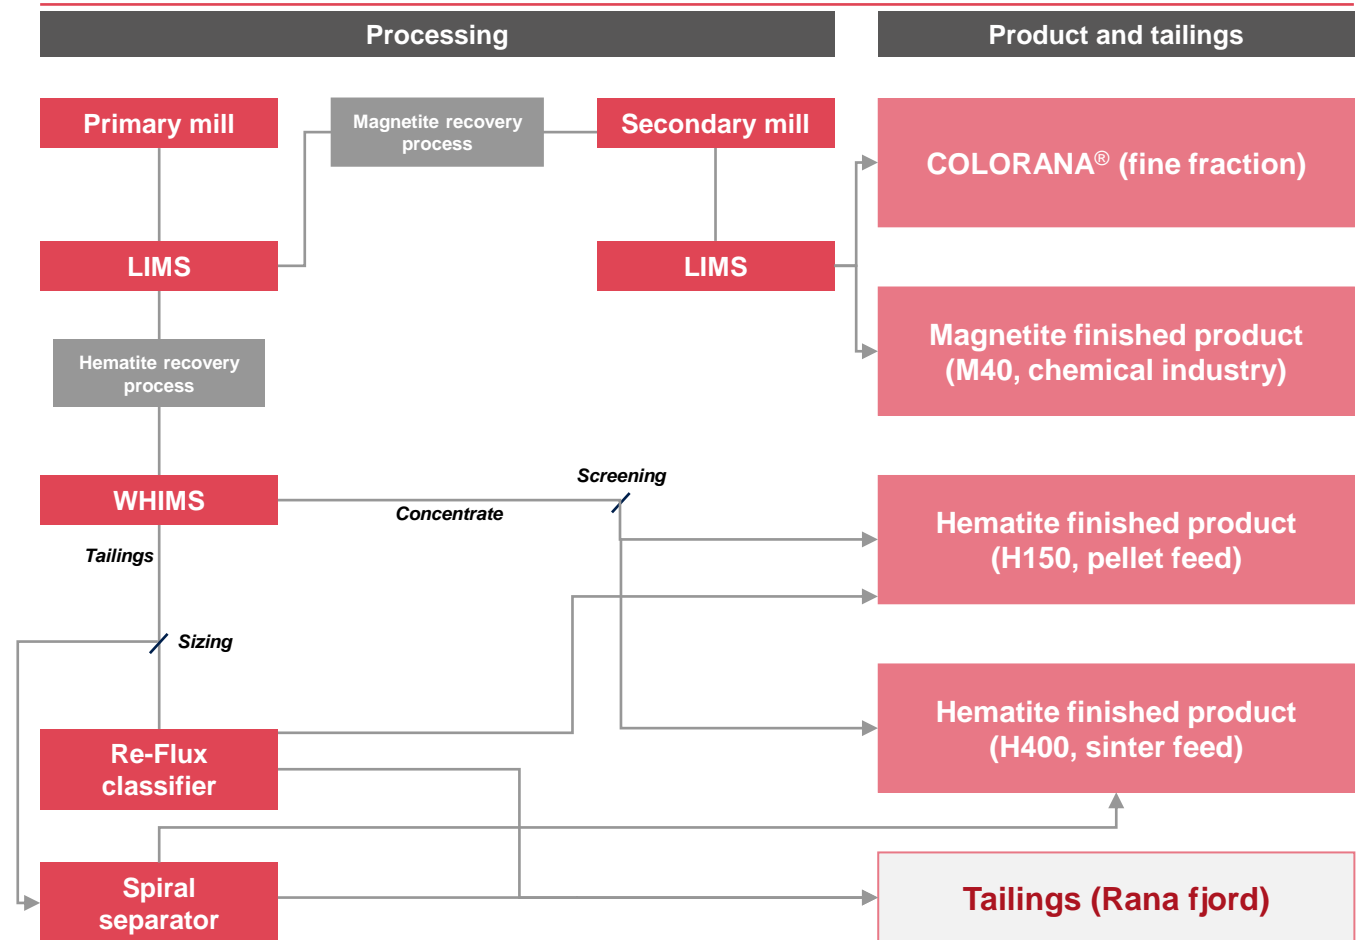 Processing
Product and tailings
Primary mill
Magnetite recovery
process
Secondary mill
COLORANA® (fine fraction)
LIMS
LIMS
Magnetite finished product
(M40, chemical industry)
Hematite recovery
process
WHIMS
Concentrate
Screening
Hematite finished product
(H150, pellet feed)
Tailings
Sizing
Re-Flux
classifier
Hematite finished product
(H400, sinter feed)
Spiral
separator
Tailings (Rana fjord)